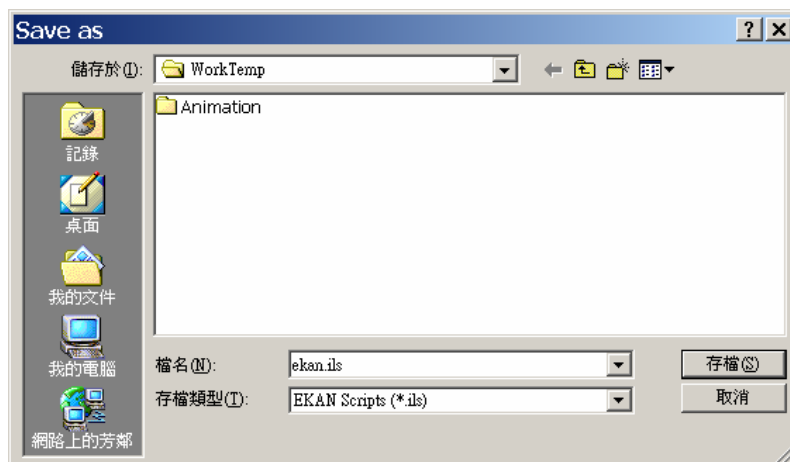 Save as
儲存於(I):
WorkTemp
Animation
記錄
桌面
我的文件
我的電腦
網路上的芳鄰
檔名(N):
ekan.ils
存檔(S)
存檔類型(T):
EKAN Scripts (*.ils)
取消